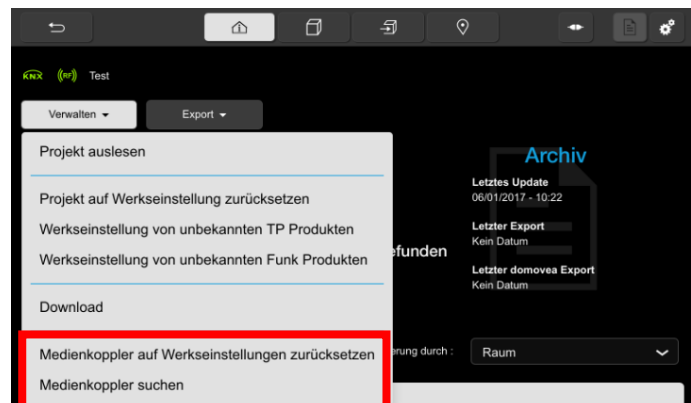 KNX RF Test
Verwalten Export
Projekt auslesen
Projekt auf Werkseinstellung zurücksetzen
Werkseinstellung von unbekannten TP Produkten
Werkseinstellung von unbekannten Funk Produkten
Download
Medienkoppler auf Werkseinstellungen zurücksetzen
Medienkoppler suchen
efunden
Archiv
Letztes Update
06/01/2017 - 10:22
Letzter Export
Kein Datum
Letzter domovea Export
Kein Datum
erung durch :
Raum